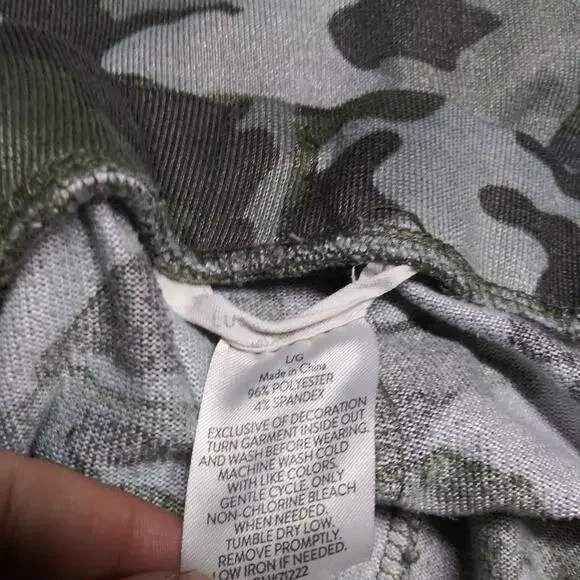 LU
L/G
Made in China
96% POLYESTER
4% SPANDEX
EXCLUSIVE OF DECORATION
TURN GARMENT INSIDE OUT
AND WASH BEFORE WEARING.
MACHINE WASH COLD
WITH LIKE COLORS.
GENTLE CYCLE. ONLY
NON-CHLORINE BLEACH
WHEN NEEDED.
TUMBLE DRY LOW.
REMOVE PROMPTLY.
LOW IRON IF NEEDED.
71222